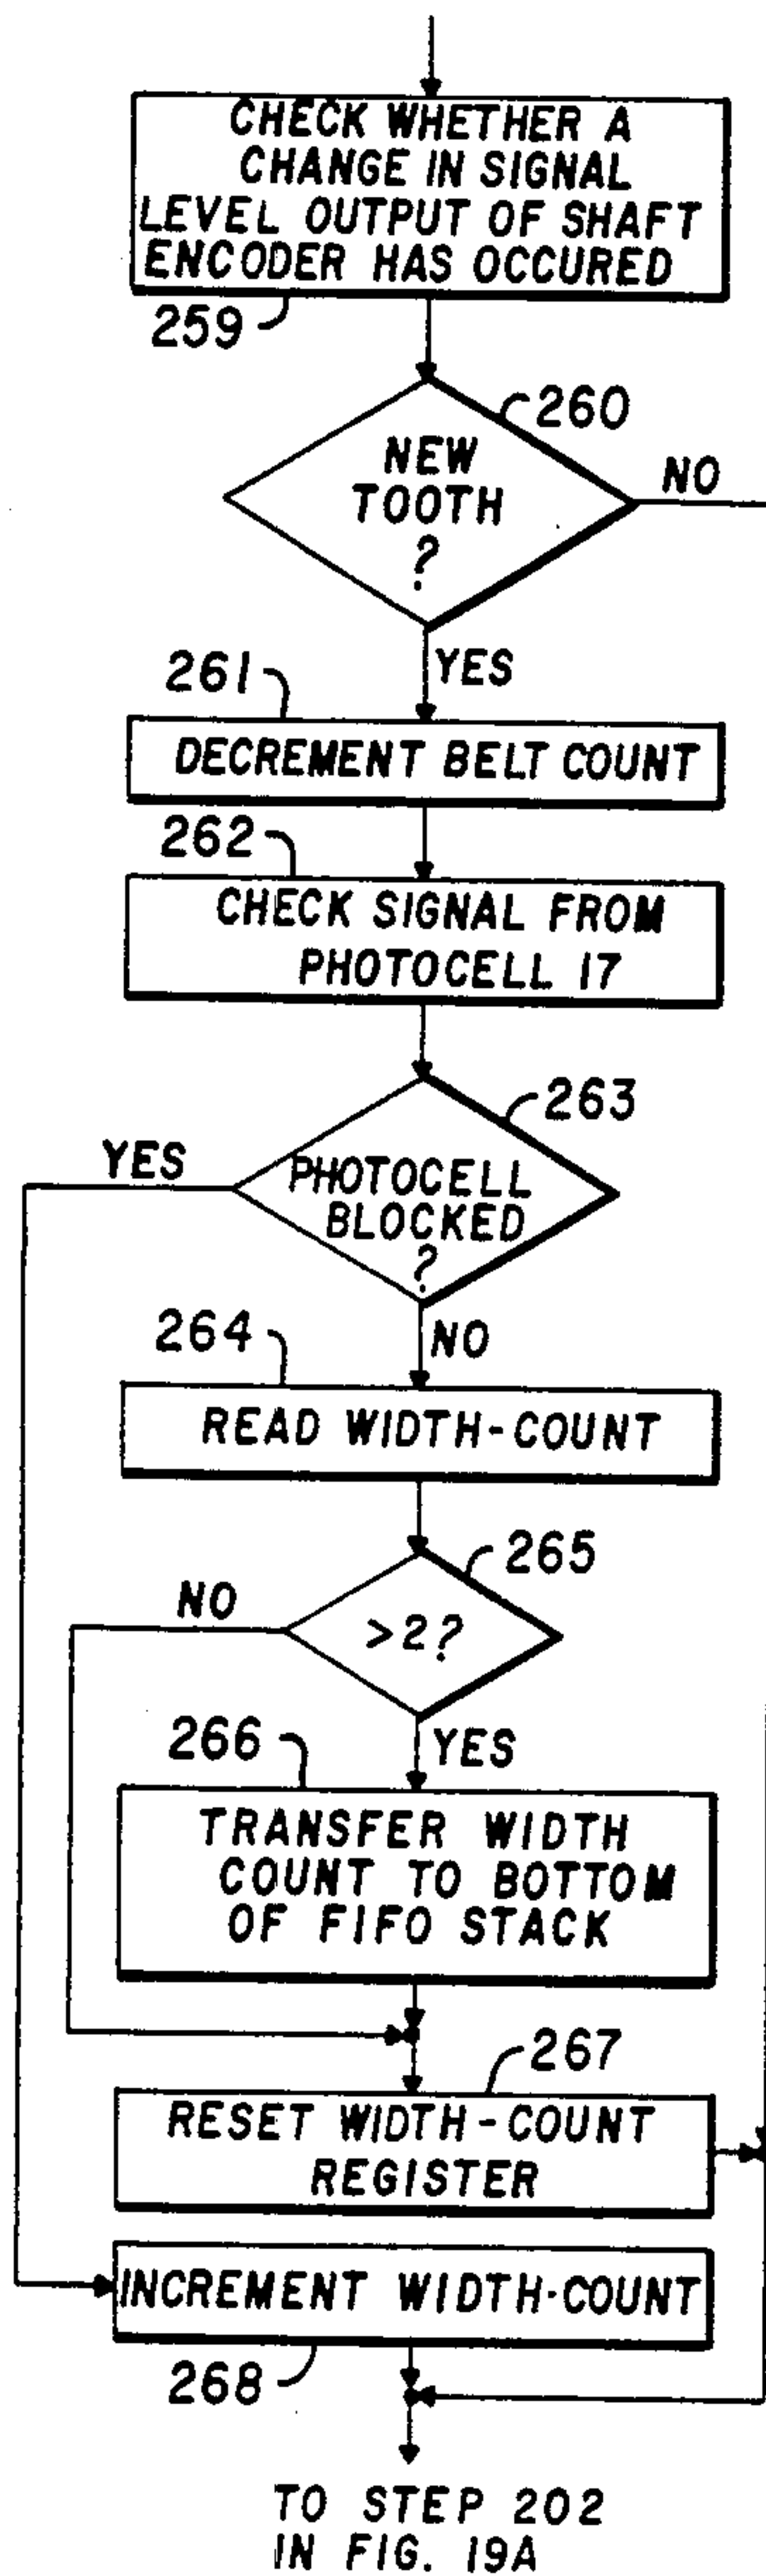 CHECK WHETHER A
CHANGE IN SIGNAL
LEVEL OUTPUT OF SHAFT
ENCODER HAS OCCURED
259
260
NEW
TOOTH
?
NO
YES
261
DECREMENT BELT COUNT
262
CHECK SIGNAL FROM
PHOTOCELL 17
263
YES
PHOTOCELL
BLOCKED
?
NO
264
READ WIDTH-COUNT
265
NO
>2?
YES
266
TRANSFER WIDTH
COUNT TO BOTTOM
OF FIFO STACK
267
RESET WIDTH-COUNT
REGISTER
INCREMENT WIDTH-COUNT
268
TO STEP 202
IN FIG. 19A